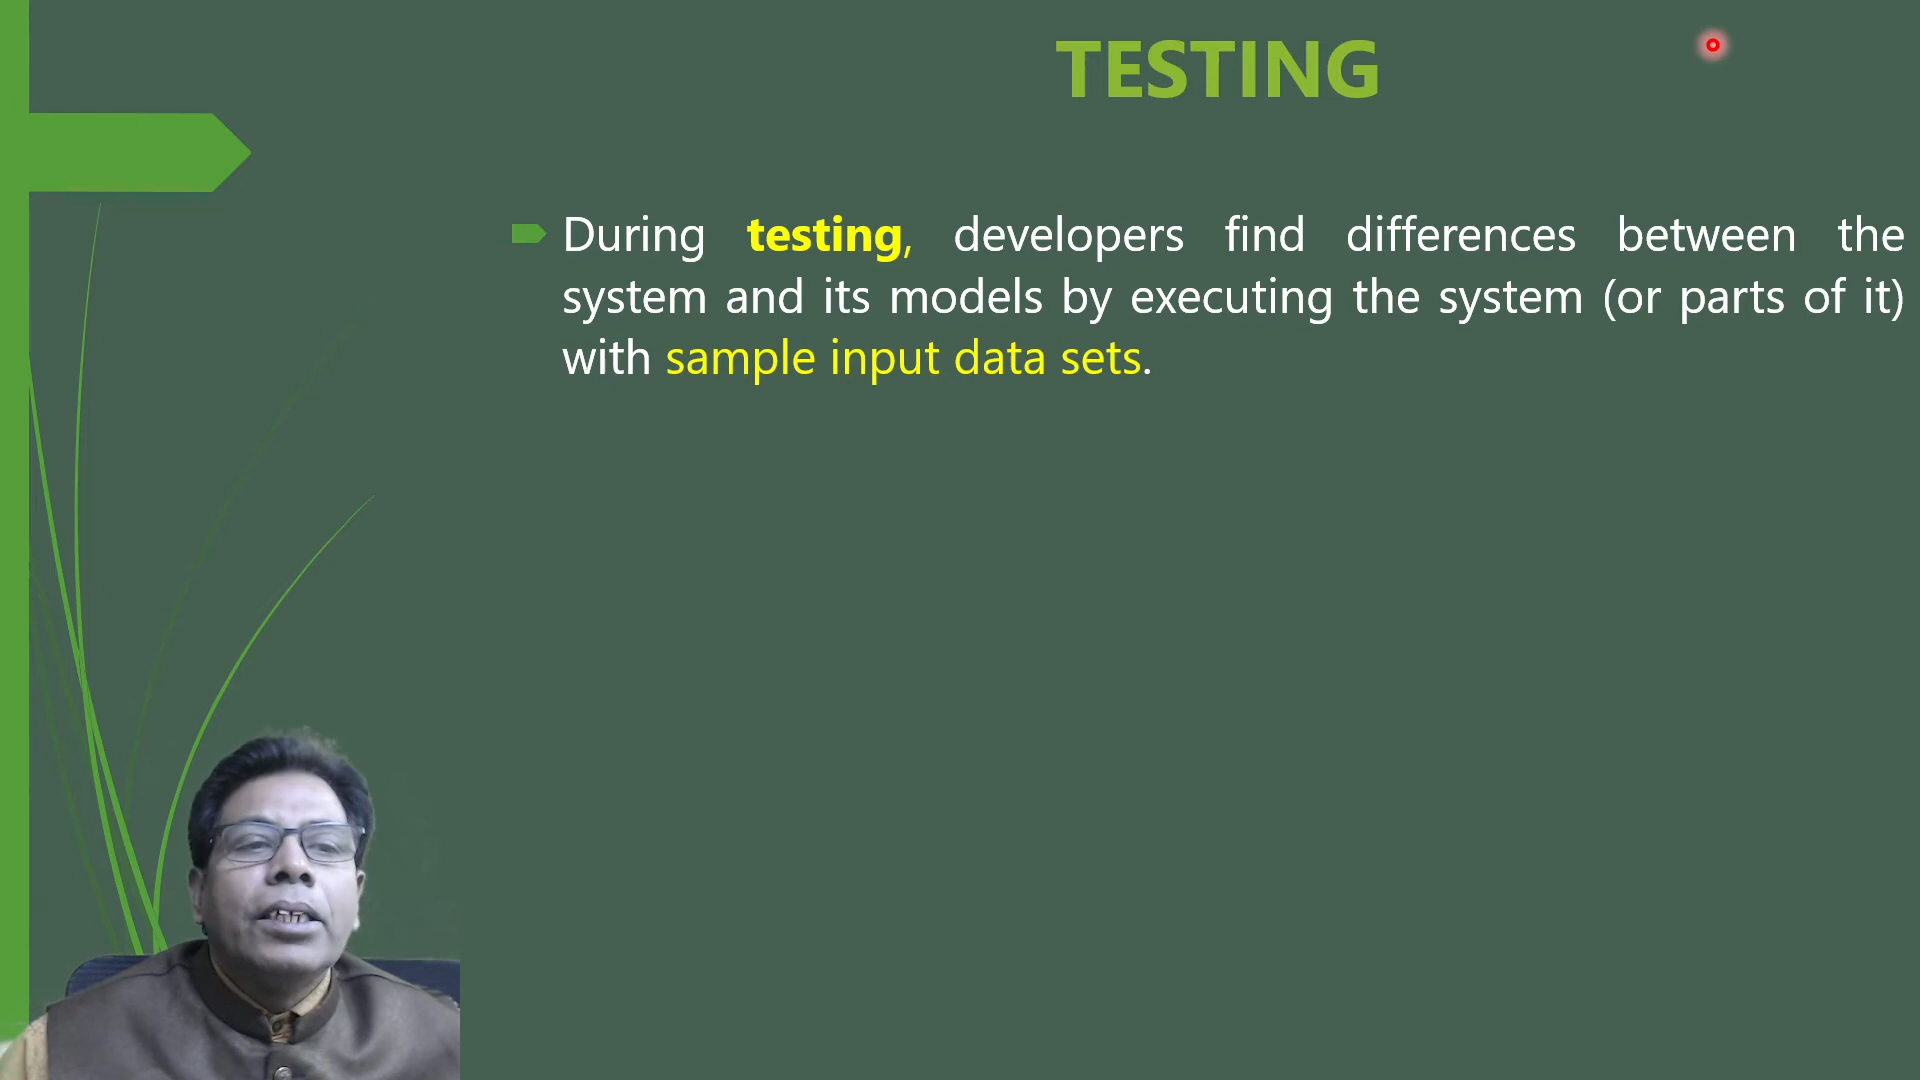 TESTING
During testing, developers find differences between the
system and its models by executing the system (or parts of it)
with sample input data sets.